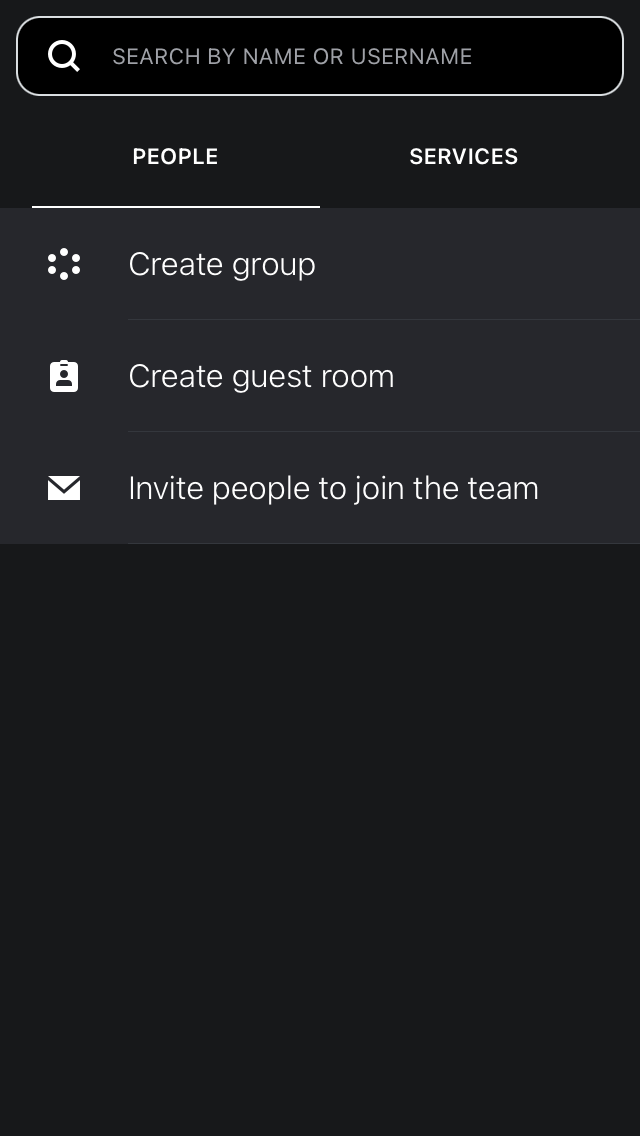 SEARCH BY NAME OR USERNAME
PEOPLE
SERVICES
Create group
Create guest room
Invite people to join the team